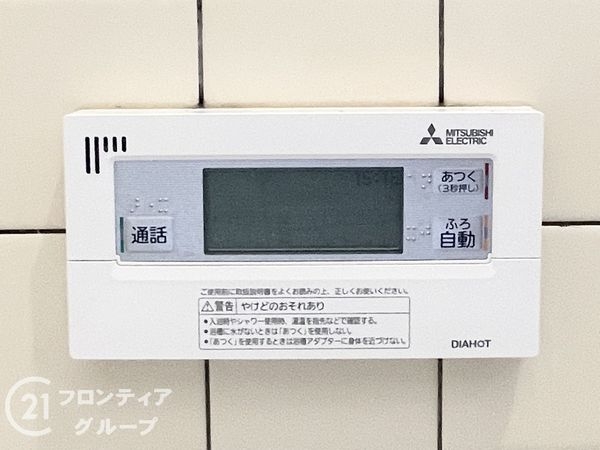 MITSUBISHI
ELECTRIC
あつく
(3秒押し)
通話
ふろ
自動
ご使用前に取扱説明書をよくお読みの上、正しくお使いください。
⚠警告 やけどのおそれあり
●入浴時やシャワー使用時、湯温を指先などで確認する。
●浴槽に水がないときは「あつく」を使用しない。
●「あつく」を使用するときは浴槽アダプターに身体を近づけない。
DIAHOT
C21 フロンティア
グループ